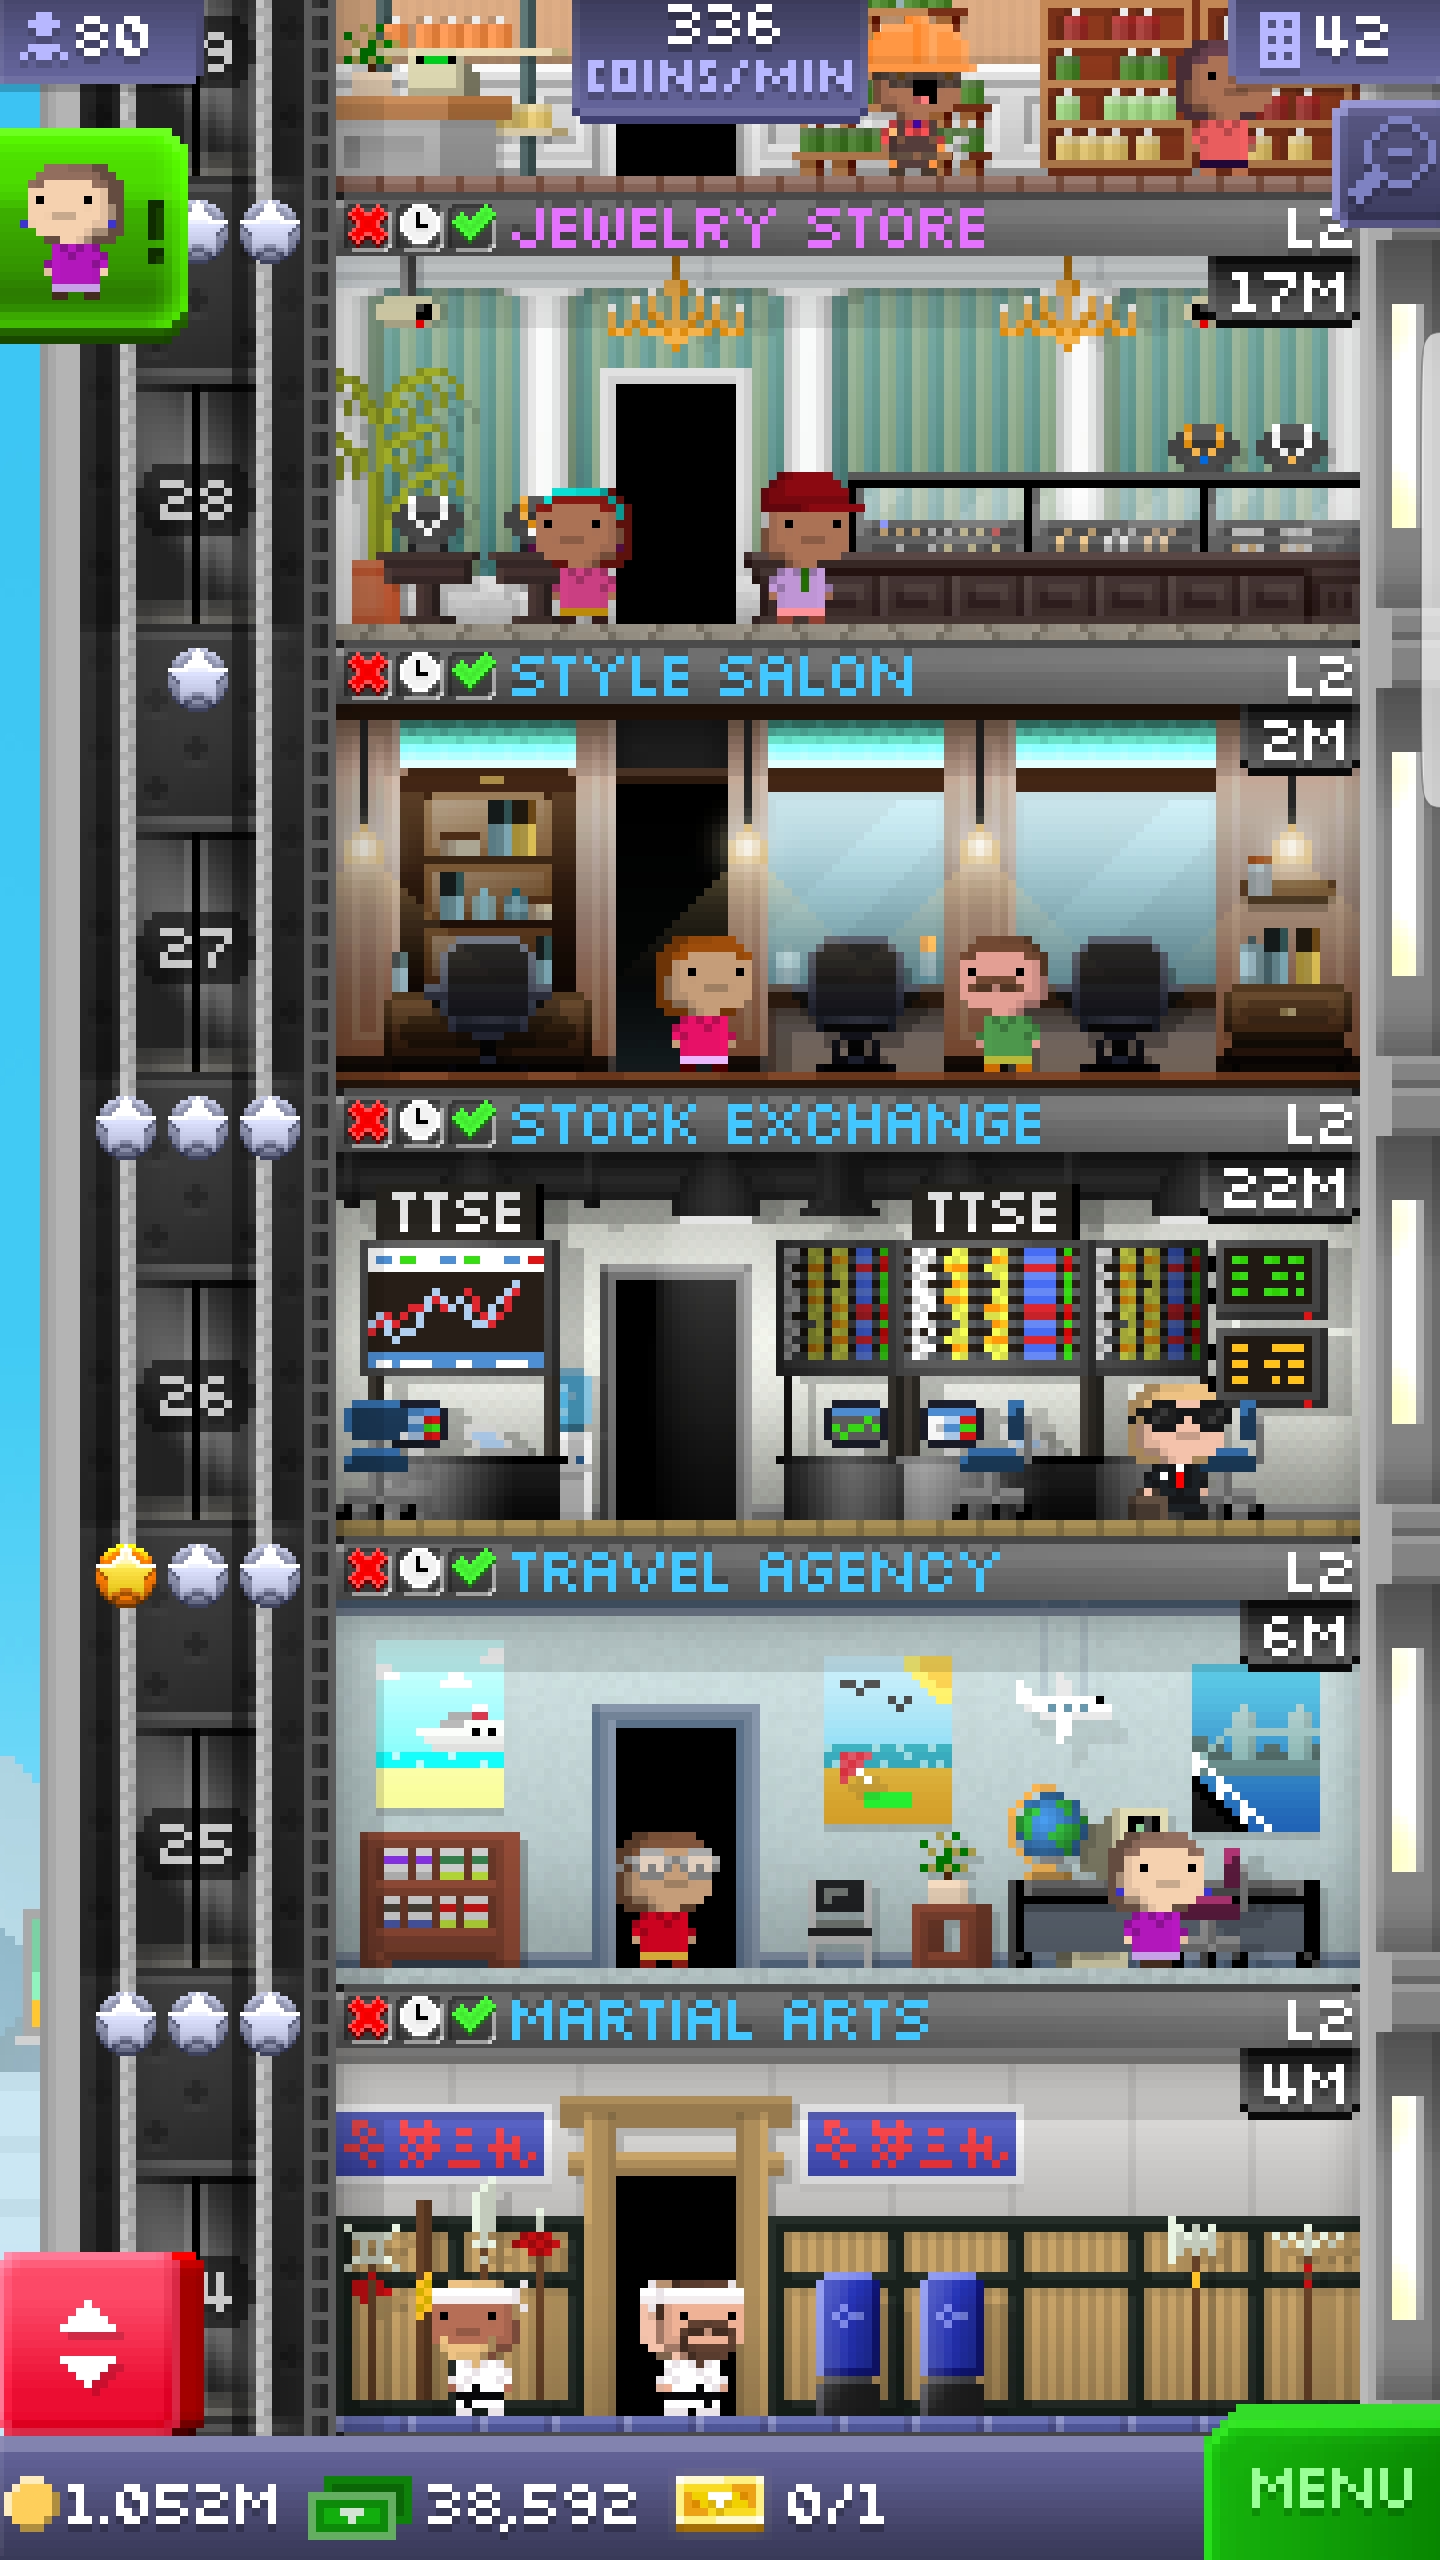 80
336
COINS/MIN
42
9
!
JEWELRY STORE L2
17M
28
STYLE SALON L2
2M
27
STOCK EXCHANGE L2
22M
TTSE TTSE
26
TRAVEL AGENCY L2
6M
25
MARTIAL ARTS L2
4M
4
1.052M 38,592 0/1
MENU